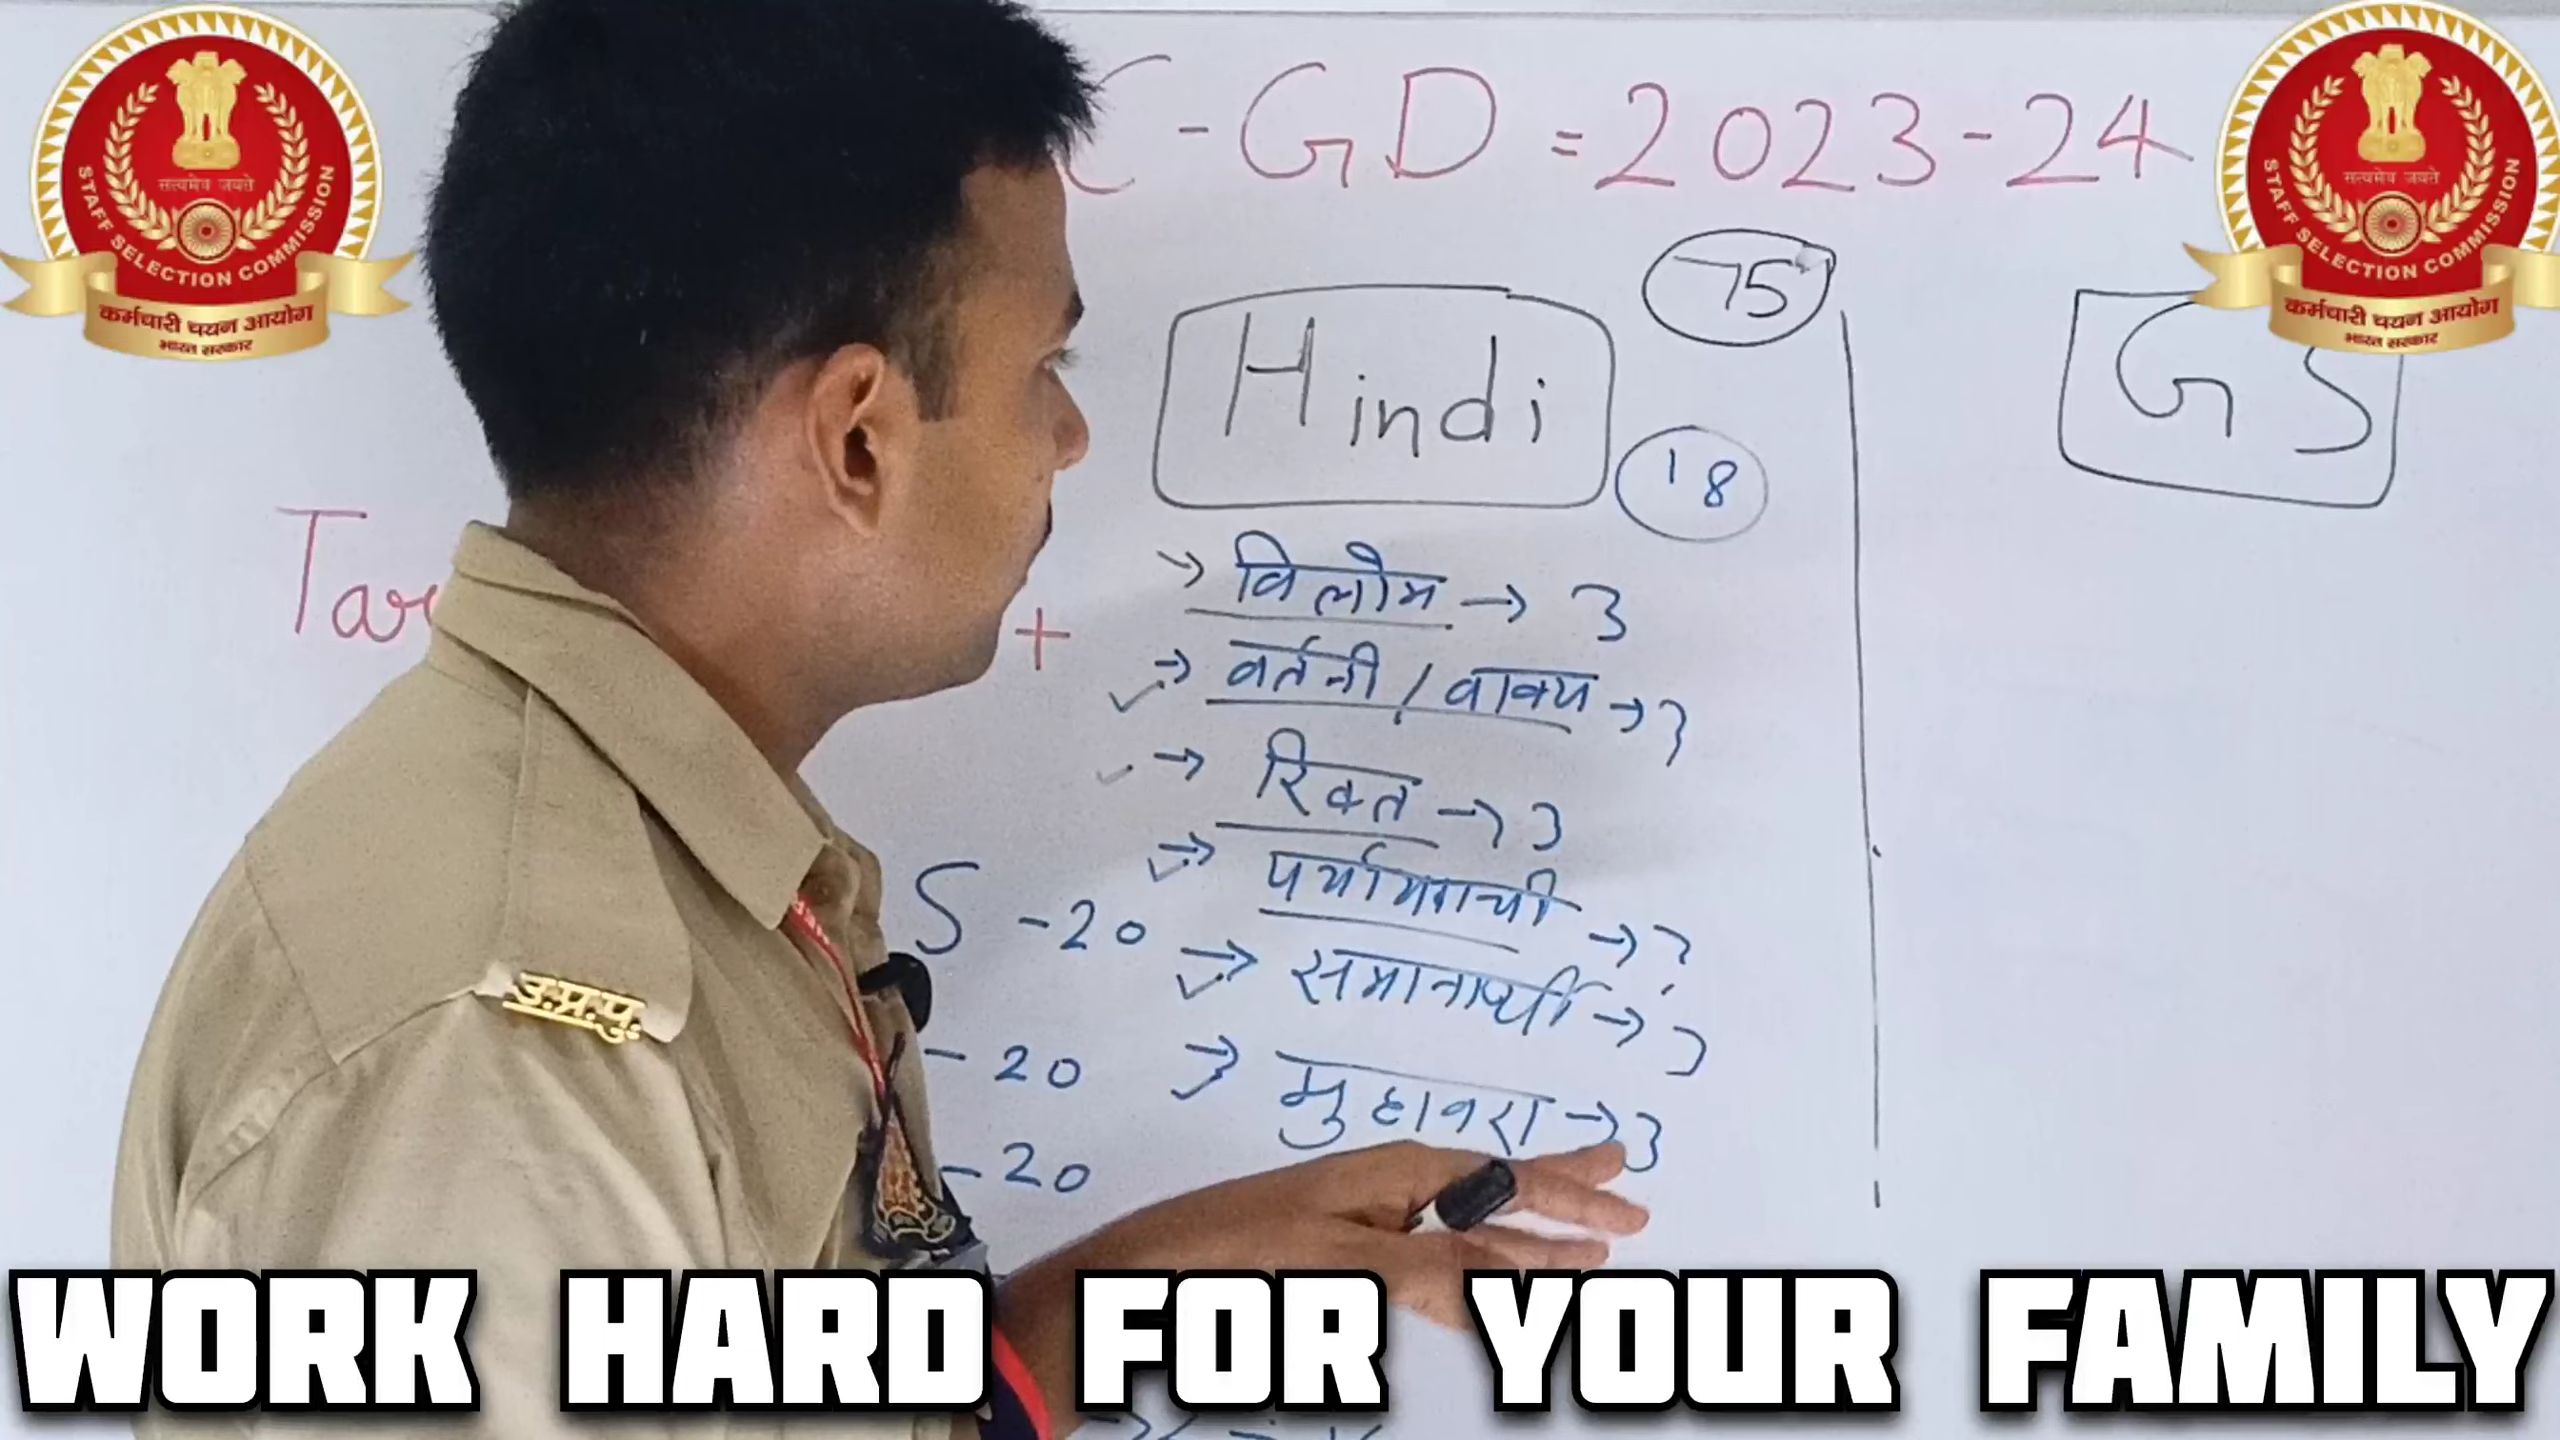 C-GD = 2023-24
STAFF SELECTION COMMISSION
सत्यमेव जयते
कर्मचारी चयन आयोग
भारत सरकार
STAFF SELECTION COMMISSION
सत्यमेव जयते
कर्मचारी चयन आयोग
भारत सरकार
75
Hindi
18
GS
Tar
+
→ विलोम → 3
→ वर्तनी / वाक्य → 3
→ रिक्त → 3
→ पर्यायवाची → 3
→ समानार्थी → 3
→ मुहावरा → 3
S - 20
- 20
- 20
उ.प्र.पु.
WORK HARD FOR YOUR FAMILY